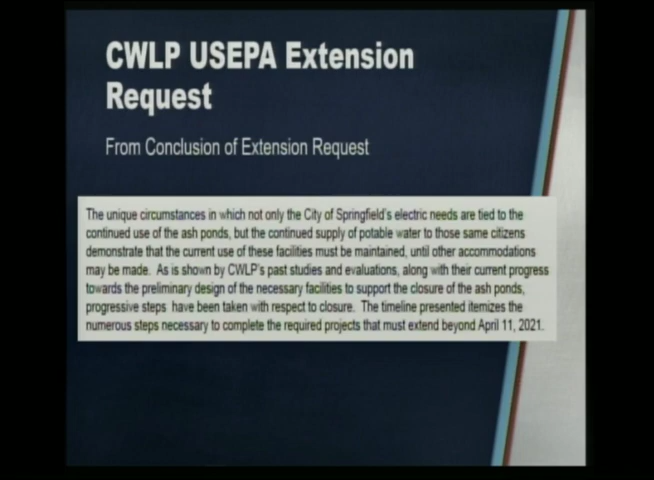 CWLP USEPA Extension
Request
From Conclusion of Extension Request
The unique circumstances in which not only the City of Springfield's electric needs are tied to the
continued use of the ash ponds, but the continued supply of potable water to those same citizens
demonstrate that the current use of these facilities must be maintained, until other accommodations
may be made. As is shown by CWLP's past studies and evaluations, along with their current progress
towards the preliminary design of the necessary facilities to support the closure of the ash ponds,
progressive steps have been taken with respect to closure. The timeline presented itemizes the
numerous steps necessary to complete the required projects that must extend beyond April 11, 2021.